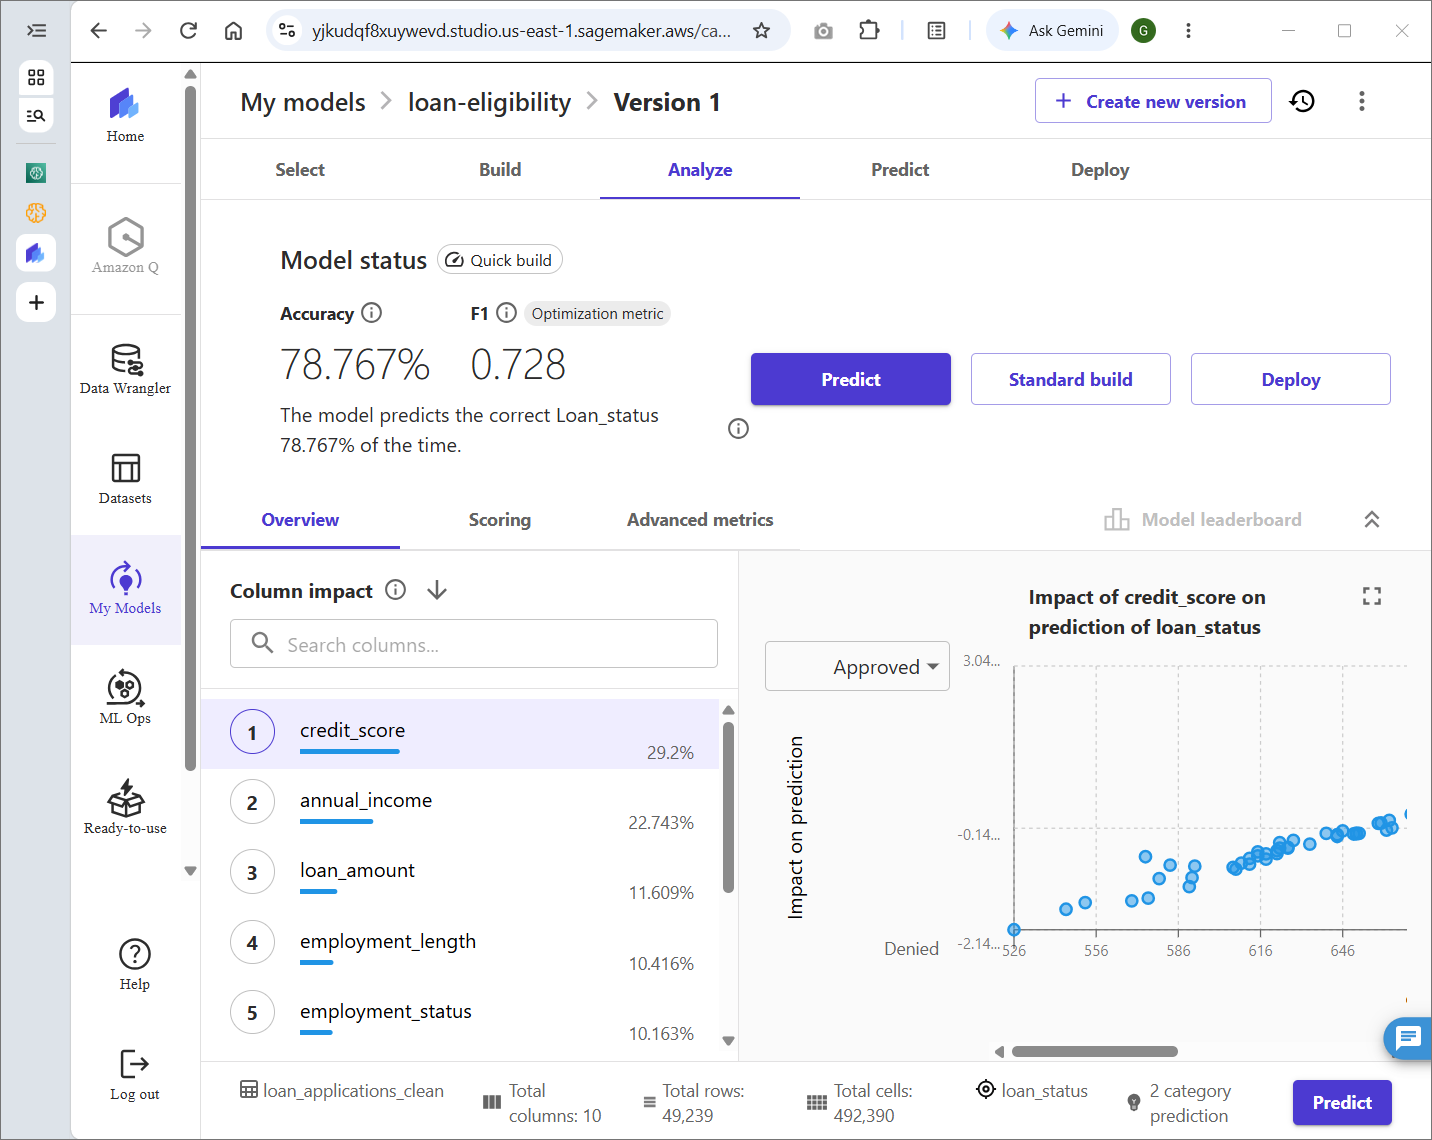 yjkudqf8xuywevd.studio.us-east-1.sagemaker.aws/ca...
Ask Gemini
G
Home
Amazon Q
Data Wrangler
Datasets
My Models
ML Ops
Ready-to-use
Help
Log out
My models > loan-eligibility > Version 1
+ Create new version
Select
Build
Analyze
Predict
Deploy
Model status
Quick build
Accuracy
78.767%
F1
Optimization metric
0.728
The model predicts the correct Loan_status
78.767% of the time.
Predict
Standard build
Deploy
Overview
Scoring
Advanced metrics
Model leaderboard
Column impact
Search columns...
1
credit_score
29.2%
2
annual_income
22.743%
3
loan_amount
11.609%
4
employment_length
10.416%
5
employment_status
10.163%
Impact of credit_score on
prediction of loan_status
Approved
Impact on prediction
3.04...
-0.14...
-2.14...
Denied
526
556
586
616
646
loan_applications_clean
Total
columns: 10
Total rows:
49,239
Total cells:
492,390
loan_status
2 category
prediction
Predict